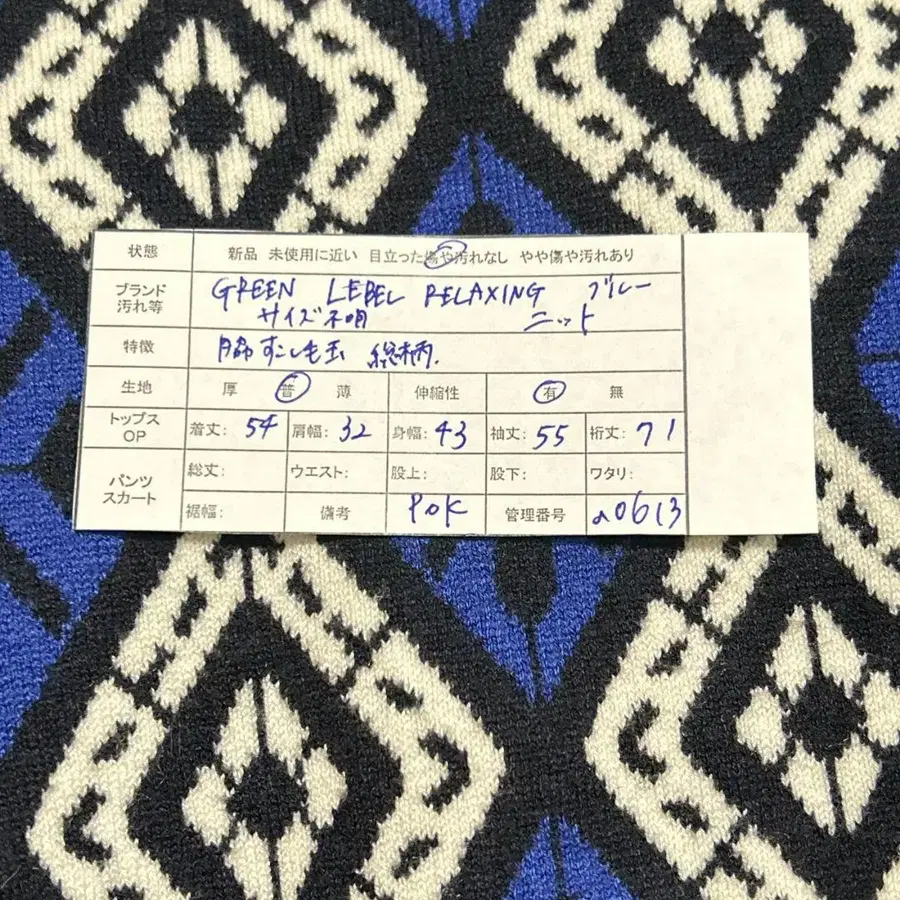 状態 新品 未使用に近い 目立った傷や汚れなし やや傷や汚れあり
ブランド GREEN LEBEL RELAXING ブルー
汚れ等 サイズ不明 ニット
特徴 脇すこし毛玉 総柄.
生地 厚 普 薄 伸縮性 有 無
トップス OP 着丈: 54 肩幅: 32 身幅: 43 袖丈: 55 裄丈: 71
パンツ スカート 総丈: ウエスト: 股上: 股下: ワタリ:
裾幅: 備考 POK 管理番号 a0613